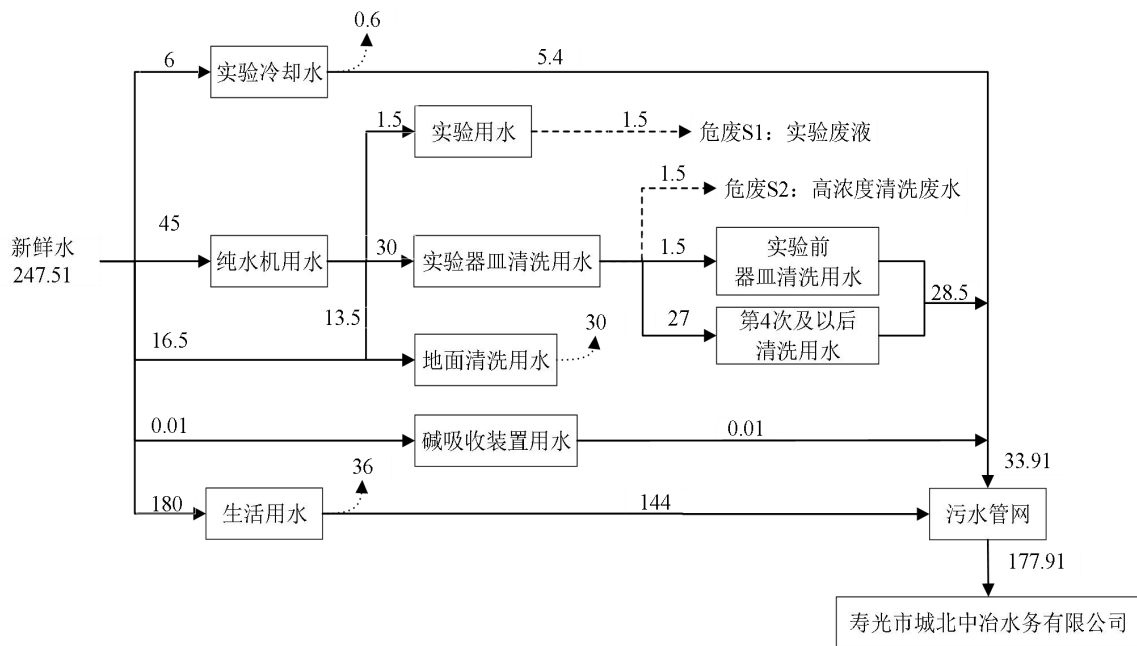 0.6
6
实验冷却水
5.4
1.5
实验用水
1.5
危废S1：实验废液
1.5
危废S2：高浓度清洗废水
新鲜水
247.51
45
纯水机用水
30
实验器皿清洗用水
1.5
实验前
器皿清洗用水
28.5
13.5
27
第4次及以后
清洗用水
16.5
地面清洗用水
30
0.01
碱吸收装置用水
0.01
33.91
180
生活用水
36
144
污水管网
177.91
寿光市城北中冶水务有限公司